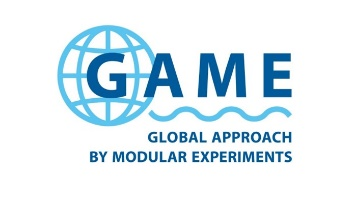 GAME
GLOBAL APPROACH
BY MODULAR EXPERIMENTS